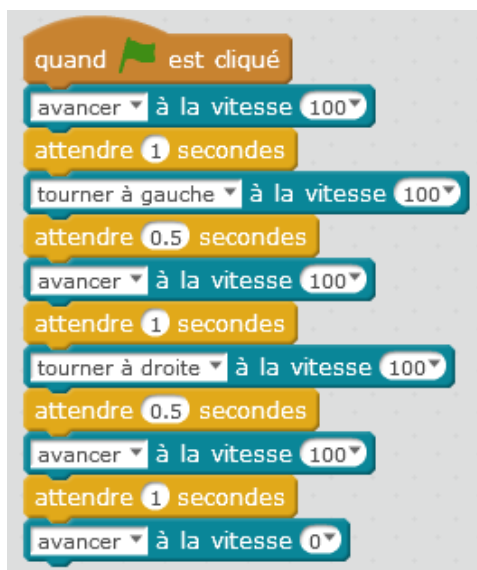 quand est cliqué
avancer à la vitesse 100
attendre 1 secondes
tourner à gauche à la vitesse 100
attendre 0.5 secondes
avancer à la vitesse 100
attendre 1 secondes
tourner à droite à la vitesse 100
attendre 0.5 secondes
avancer à la vitesse 100
attendre 1 secondes
avancer à la vitesse 0